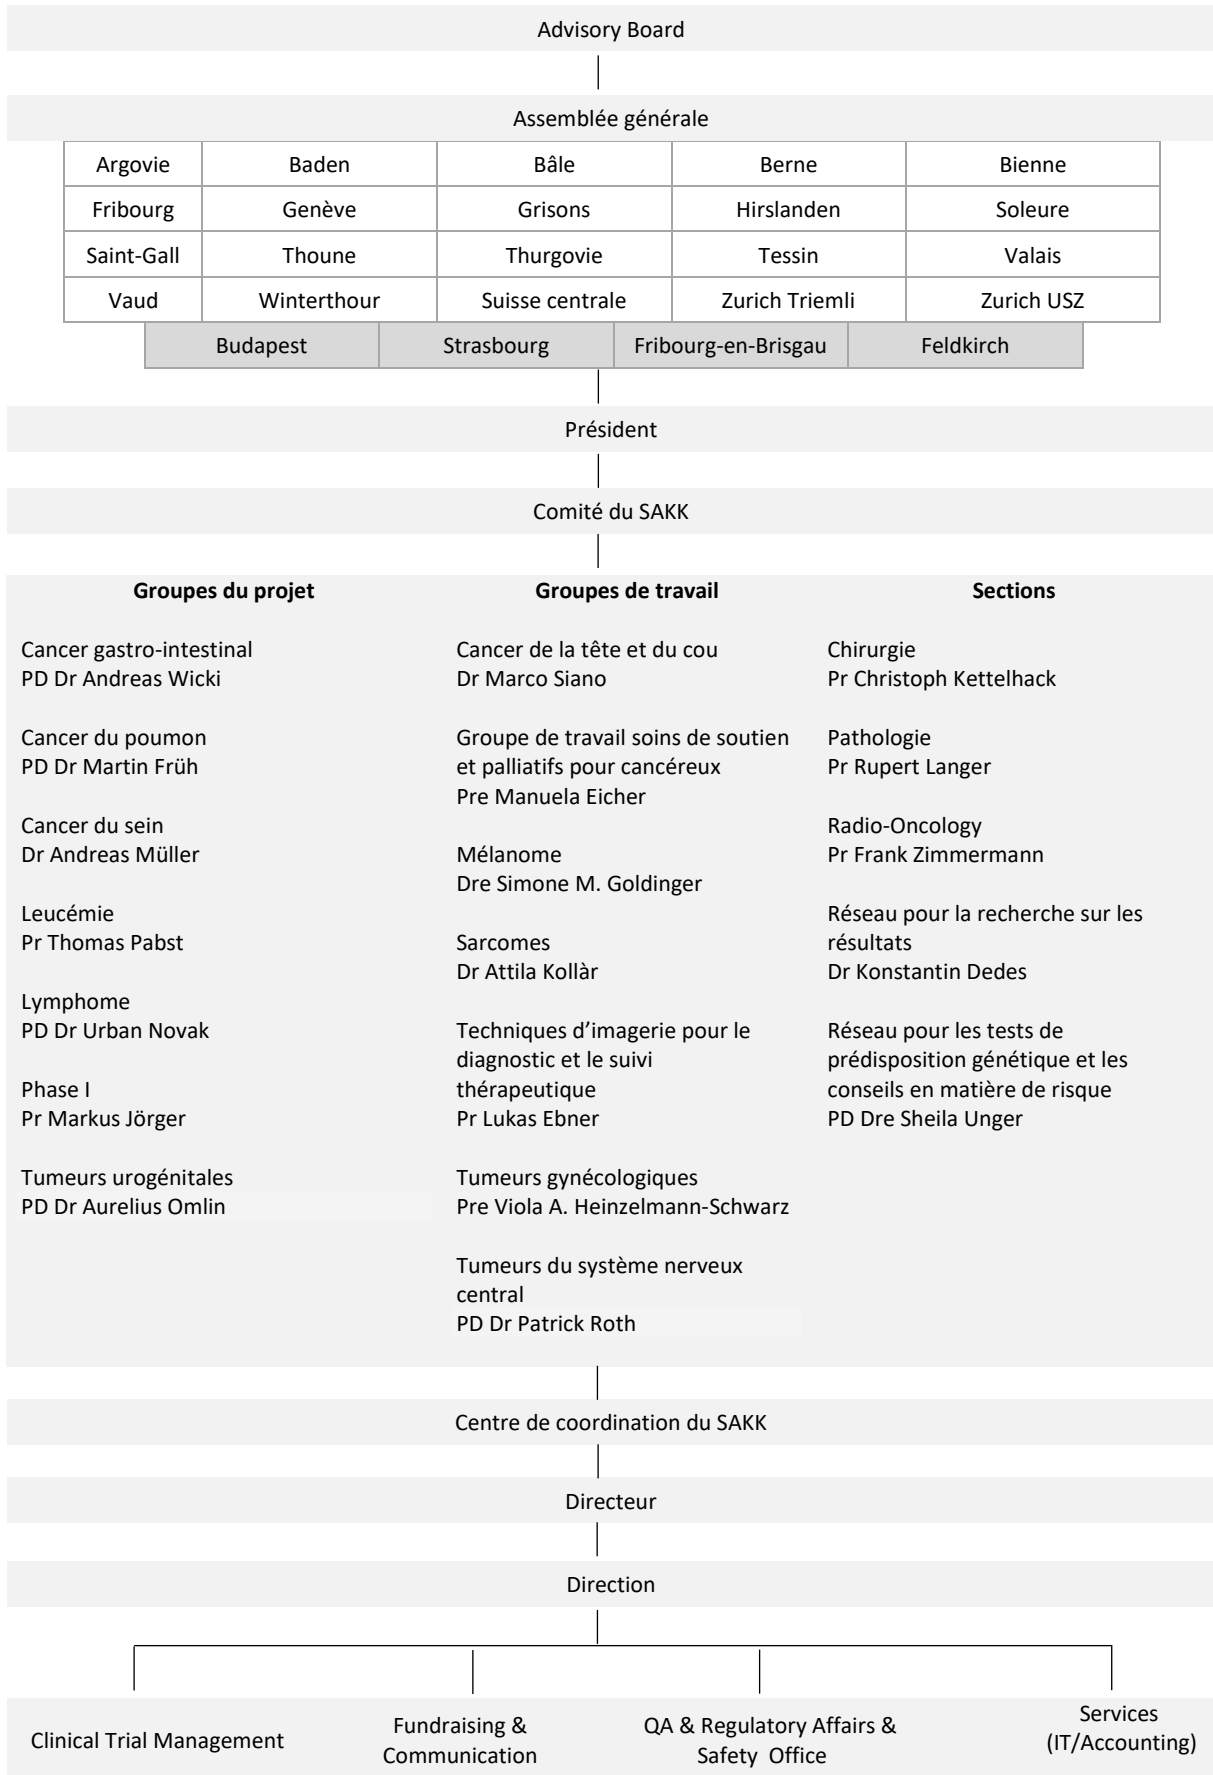 Advisory Board
Assemblée générale
Argovie Baden Bâle Berne Bienne
Fribourg Genève Grisons Hirslanden Soleure
Saint-Gall Thoune Thurgovie Tessin Valais
Vaud Winterthour Suisse centrale Zurich Triemli Zurich USZ
Budapest Strasbourg Fribourg-en-Brisgau Feldkirch
Président
Comité du SAKK
Groupes du projet
Cancer gastro-intestinal
PD Dr Andreas Wicki
Cancer du poumon
PD Dr Martin Früh
Cancer du sein
Dr Andreas Müller
Leucémie
Pr Thomas Pabst
Lymphome
PD Dr Urban Novak
Phase I
Pr Markus Jörger
Tumeurs urogénitales
PD Dr Aurelius Omlin
Groupes de travail
Cancer de la tête et du cou
Dr Marco Siano
Groupe de travail soins de soutien
et palliatifs pour cancéreux
Pre Manuela Eicher
Mélanome
Dre Simone M. Goldinger
Sarcomes
Dr Attila Kollàr
Techniques d’imagerie pour le
diagnostic et le suivi
thérapeutique
Pr Lukas Ebner
Tumeurs gynécologiques
Pre Viola A. Heinzelmann-Schwarz
Tumeurs du système nerveux
central
PD Dr Patrick Roth
Sections
Chirurgie
Pr Christoph Kettelhack
Pathologie
Pr Rupert Langer
Radio-Oncology
Pr Frank Zimmermann
Réseau pour la recherche sur les
résultats
Dr Konstantin Dedes
Réseau pour les tests de
prédisposition génétique et les
conseils en matière de risque
PD Dre Sheila Unger
Centre de coordination du SAKK
Directeur
Direction
Clinical Trial Management
Fundraising &
Communication
QA & Regulatory Affairs &
Safety Office
Services
(IT/Accounting)